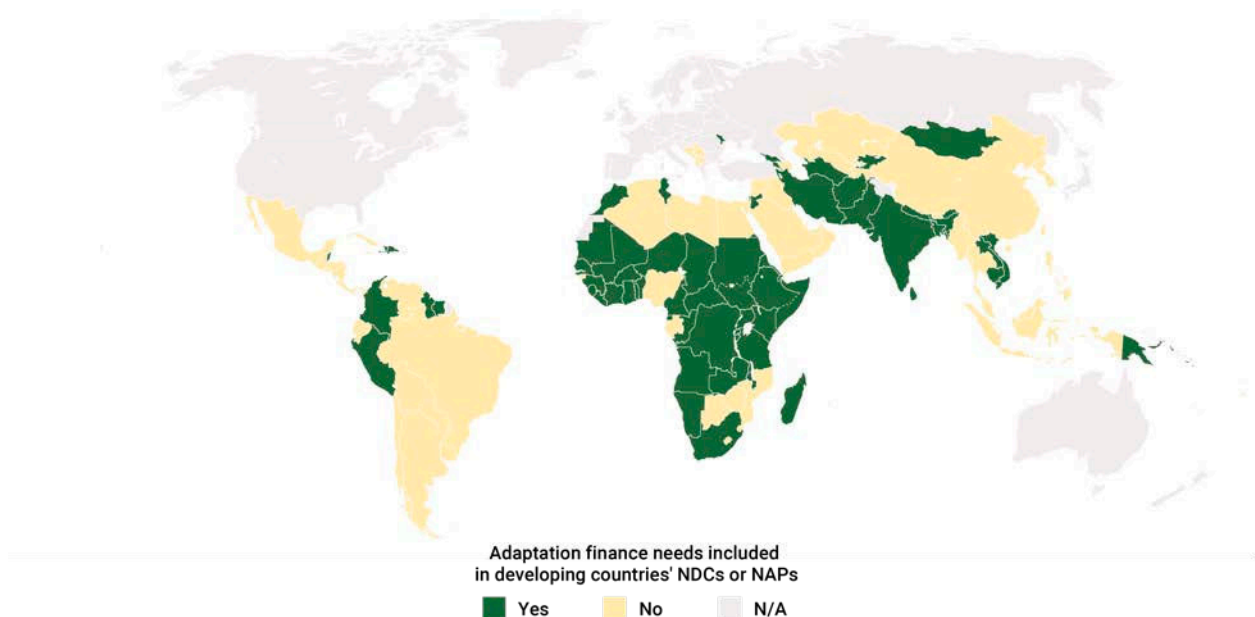 Adaptation finance needs included
in developing countries' NDCs or NAPs
Yes
No
N/A